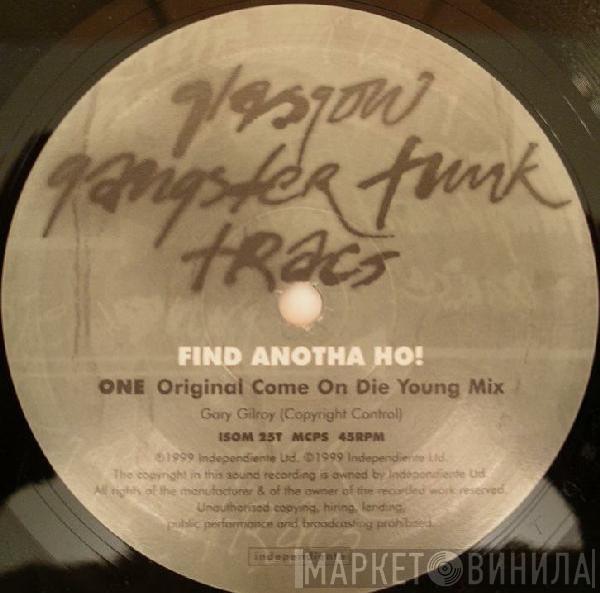 glasgow
gangster funk
tracs
FIND ANOTHA HO!
ONE Original Come On Die Young Mix
Gary Gilroy (Copyright Control)
ISOM 25T MCPS 45RPM
℗1999 Independiente Ltd. ©1999 Independiente Ltd.
The copyright in this sound recording is owned by Independiente Ltd.
All rights of the manufacturer & of the owner of the recorded work reserved.
Unauthorised copying, hiring, lending,
public performance and broadcasting prohibited.
independiente
МАРКЕТ ВИНИЛА